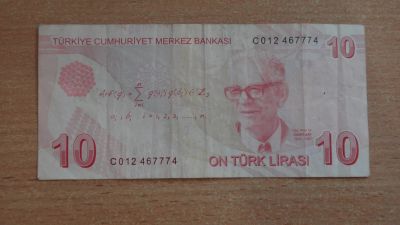 TÜRKİYE CUMHURİYET MERKEZ BANKASI
C012 467774
10
10
ON TÜRK LİRASI
10
C012 467774